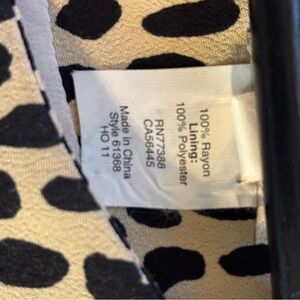 100% Rayon
Lining:
100% Polyester
RN77388
CA56445
Made in China
Style 61368
HO 11